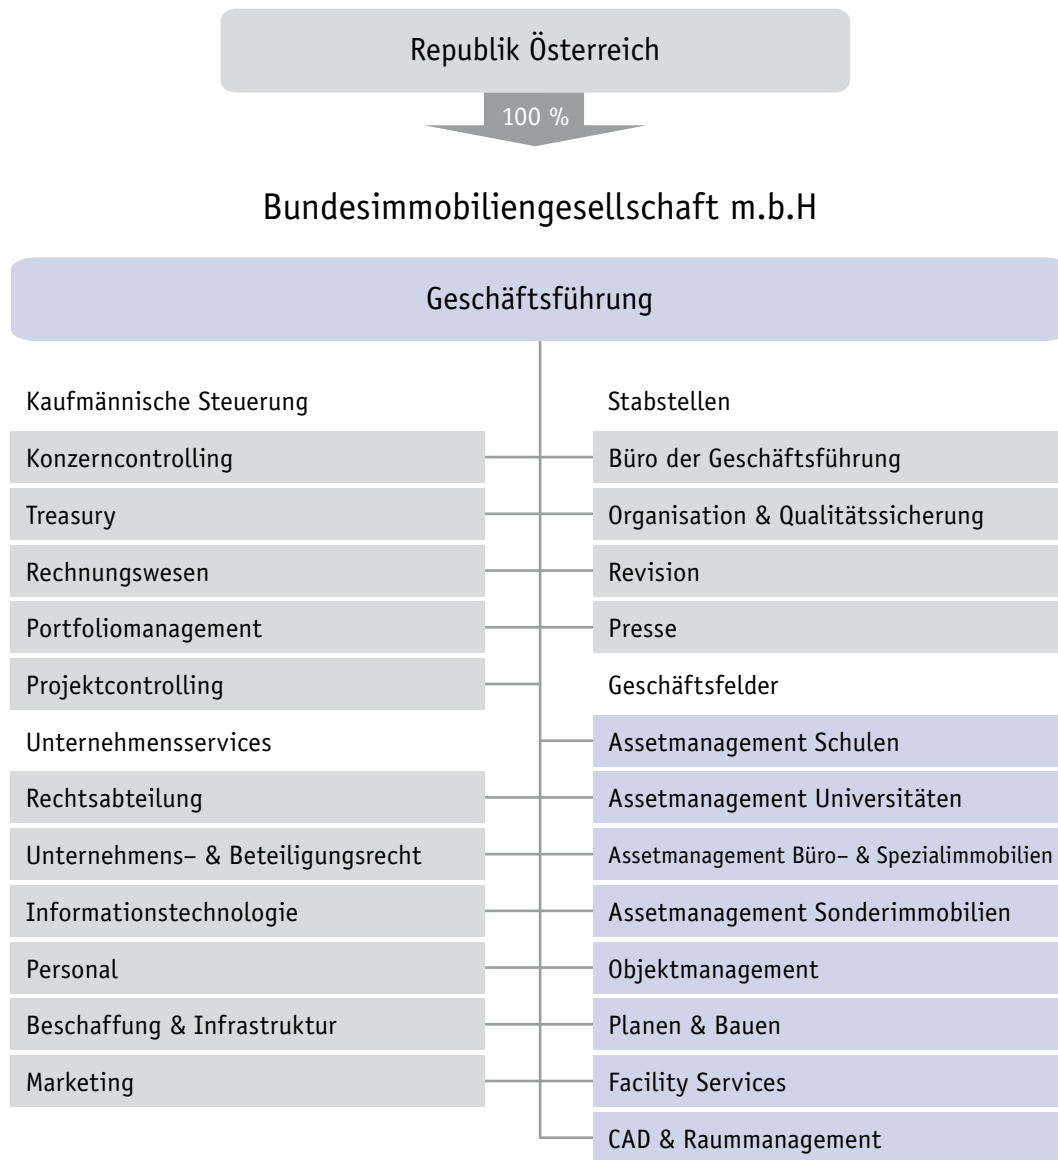 Republik Österreich
100 %
Bundesimmobiliengesellschaft m.b.H
Geschäftsführung
Kaufmännische Steuerung
Konzerncontrolling
Treasury
Rechnungswesen
Portfoliomanagement
Projektcontrolling
Unternehmensservices
Rechtsabteilung
Unternehmens– & Beteiligungsrecht
Informationstechnologie
Personal
Beschaffung & Infrastruktur
Marketing
Stabstellen
Büro der Geschäftsführung
Organisation & Qualitätssicherung
Revision
Presse
Geschäftsfelder
Assetmanagement Schulen
Assetmanagement Universitäten
Assetmanagement Büro– & Spezialimmobilien
Assetmanagement Sonderimmobilien
Objektmanagement
Planen & Bauen
Facility Services
CAD & Raummanagement